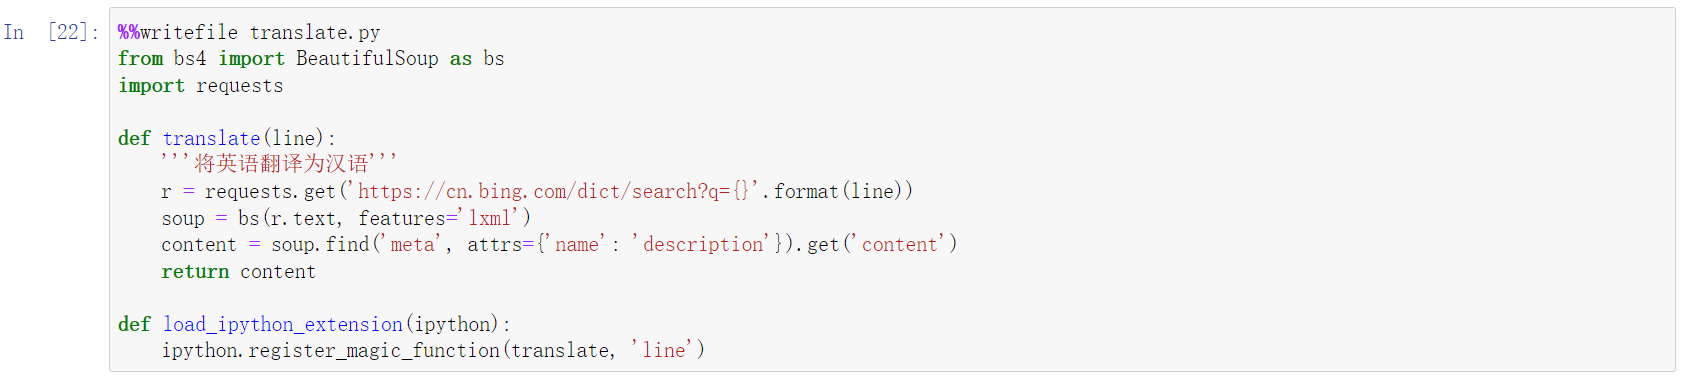 In [22]: %%writefile translate.py
from bs4 import BeautifulSoup as bs
import requests
def translate(line):
    '''将英语翻译为汉语'''
    r = requests.get('https://cn.bing.com/dict/search?q={}'.format(line))
    soup = bs(r.text, features='lxml')
    content = soup.find('meta', attrs={'name': 'description'}).get('content')
    return content
def load_ipython_extension(ipython):
    ipython.register_magic_function(translate, 'line')